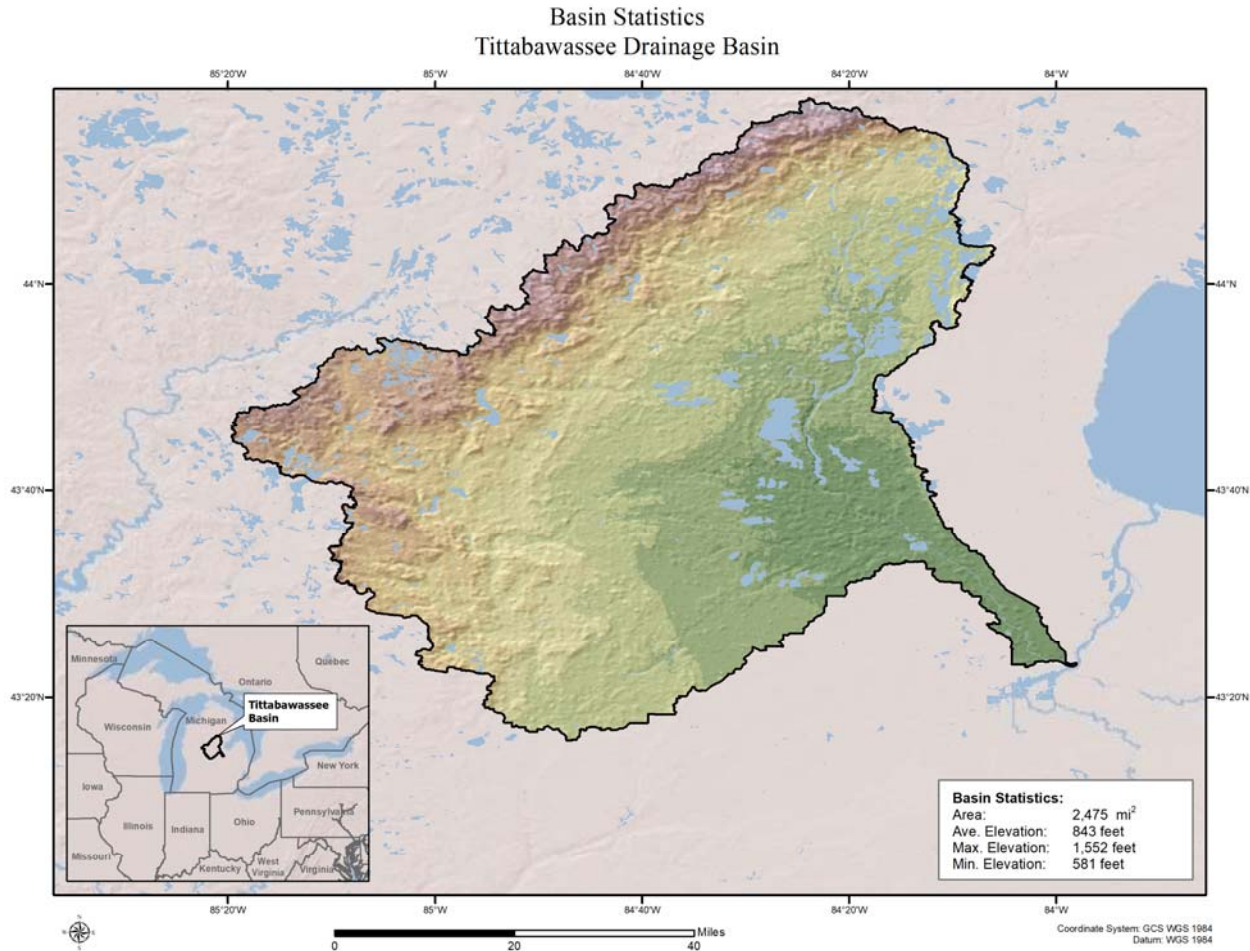 Basin Statistics
Tittabawassee Drainage Basin
85°20'W 85°W 84°40'W 84°20'W 84°W
44°N 44°N
43°40'N 43°40'N
43°20'N 43°20'N
Minnesota
Quebec
Ontario
Wisconsin
Michigan
Tittabawassee
Basin
New York
Iowa
Pennsylvania
Illinois
Indiana
Ohio
Missouri
West
Virginia
Kentucky
Virginia
Basin Statistics:
Area: 2,475 mi²
Ave. Elevation: 843 feet
Max. Elevation: 1,552 feet
Min. Elevation: 581 feet
85°20'W 85°W 84°40'W 84°20'W 84°W
Miles
0 20 40
Coordinate System: GCS WGS 1984
Datum: WGS 1984